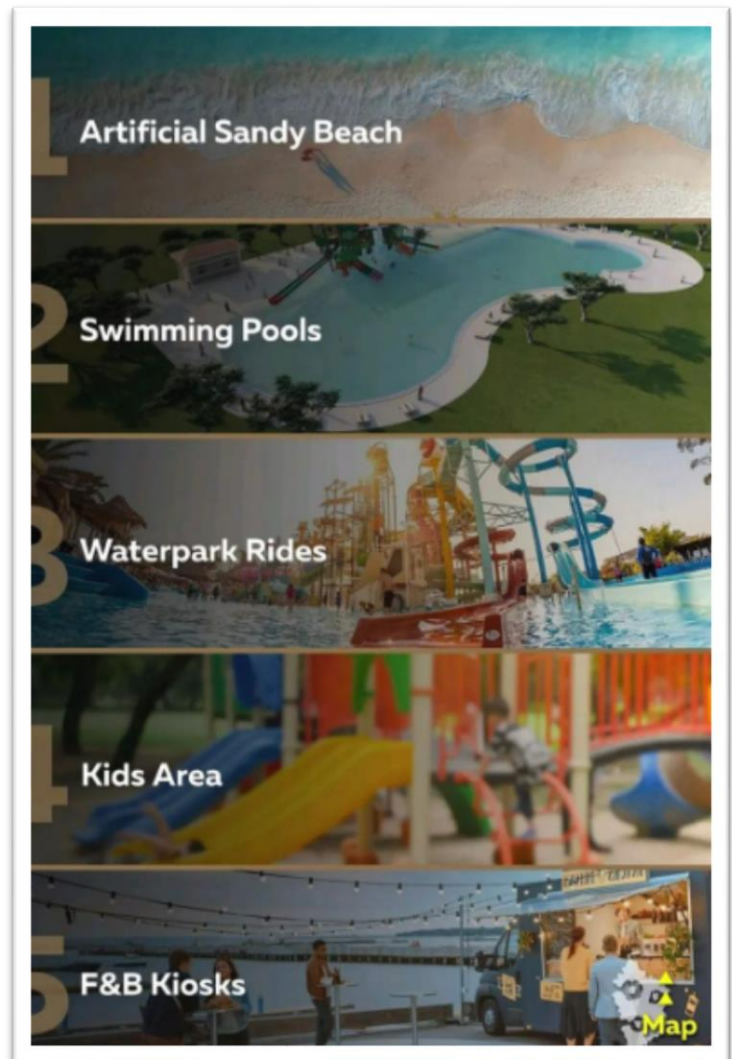 1
Artificial Sandy Beach
2
Swimming Pools
3
Waterpark Rides
4
Kids Area
5
F&B Kiosks
Map